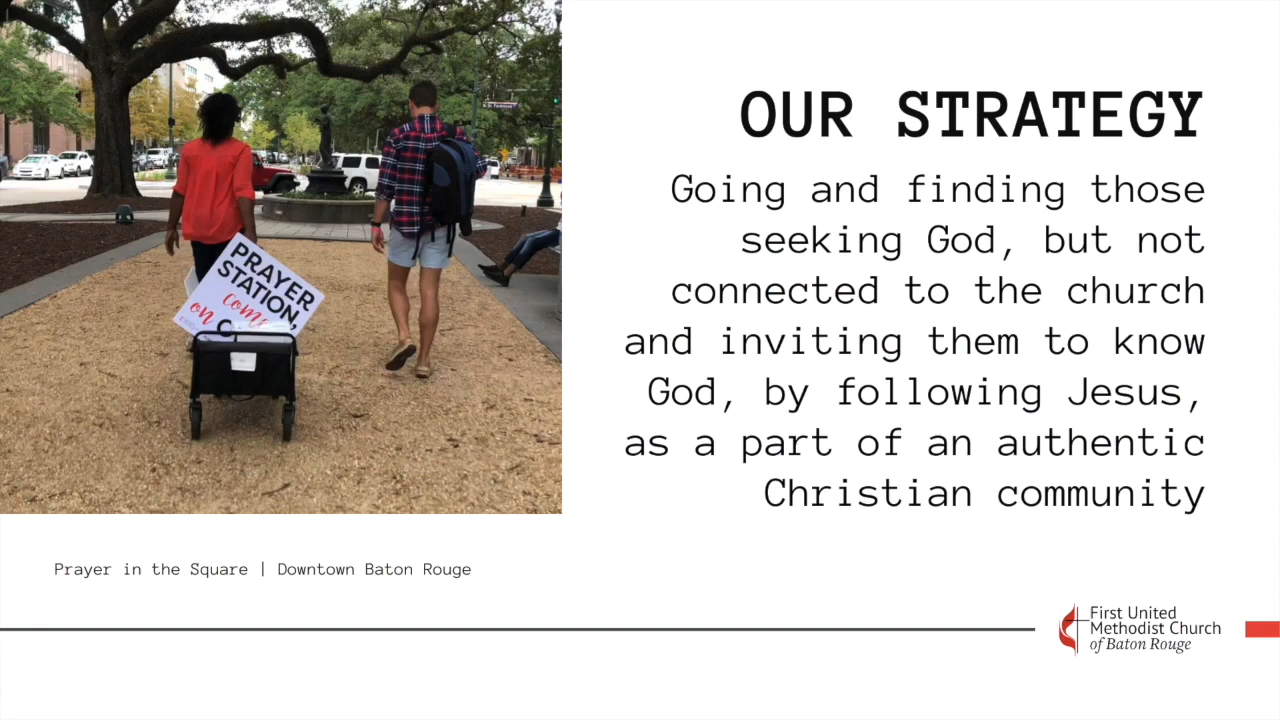 OUR STRATEGY
Going and finding those
seeking God, but not
connected to the church
and inviting them to know
God, by following Jesus,
as a part of an authentic
Christian community
PRAYER
STATION,
come
on
Prayer in the Square | Downtown Baton Rouge
First United
Methodist Church
of Baton Rouge